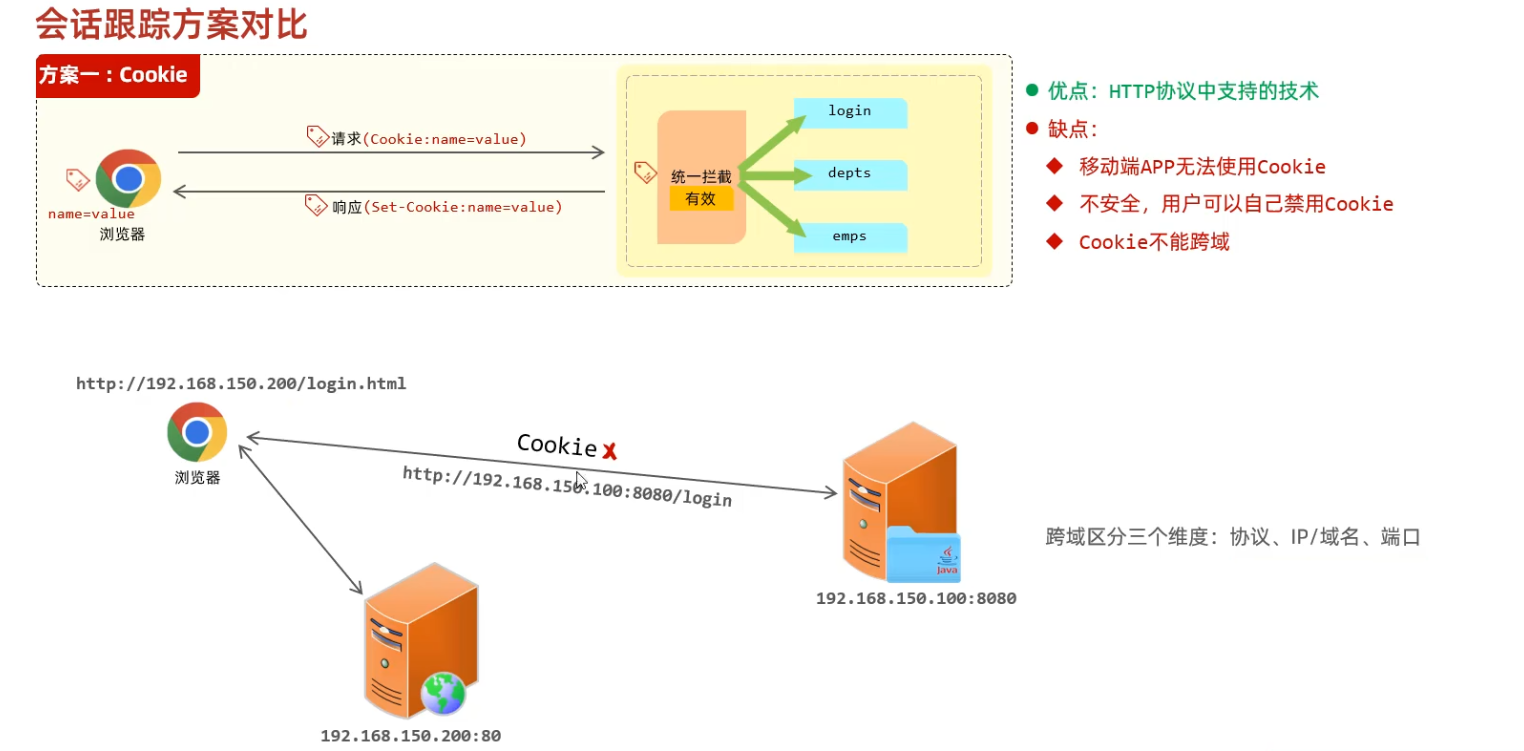 会话跟踪方案对比
方案一：Cookie
请求(Cookie:name=value)
响应(Set-Cookie:name=value)
name=value
浏览器
统一拦截
有效
login
depts
emps
优点：HTTP协议中支持的技术
缺点：
移动端APP无法使用Cookie
不安全，用户可以自己禁用Cookie
Cookie不能跨域
http://192.168.150.200/login.html
浏览器
Cookie
http://192.168.150.100:8080/login
Java
192.168.150.100:8080
192.168.150.200:80
跨域区分三个维度：协议、IP/域名、端口